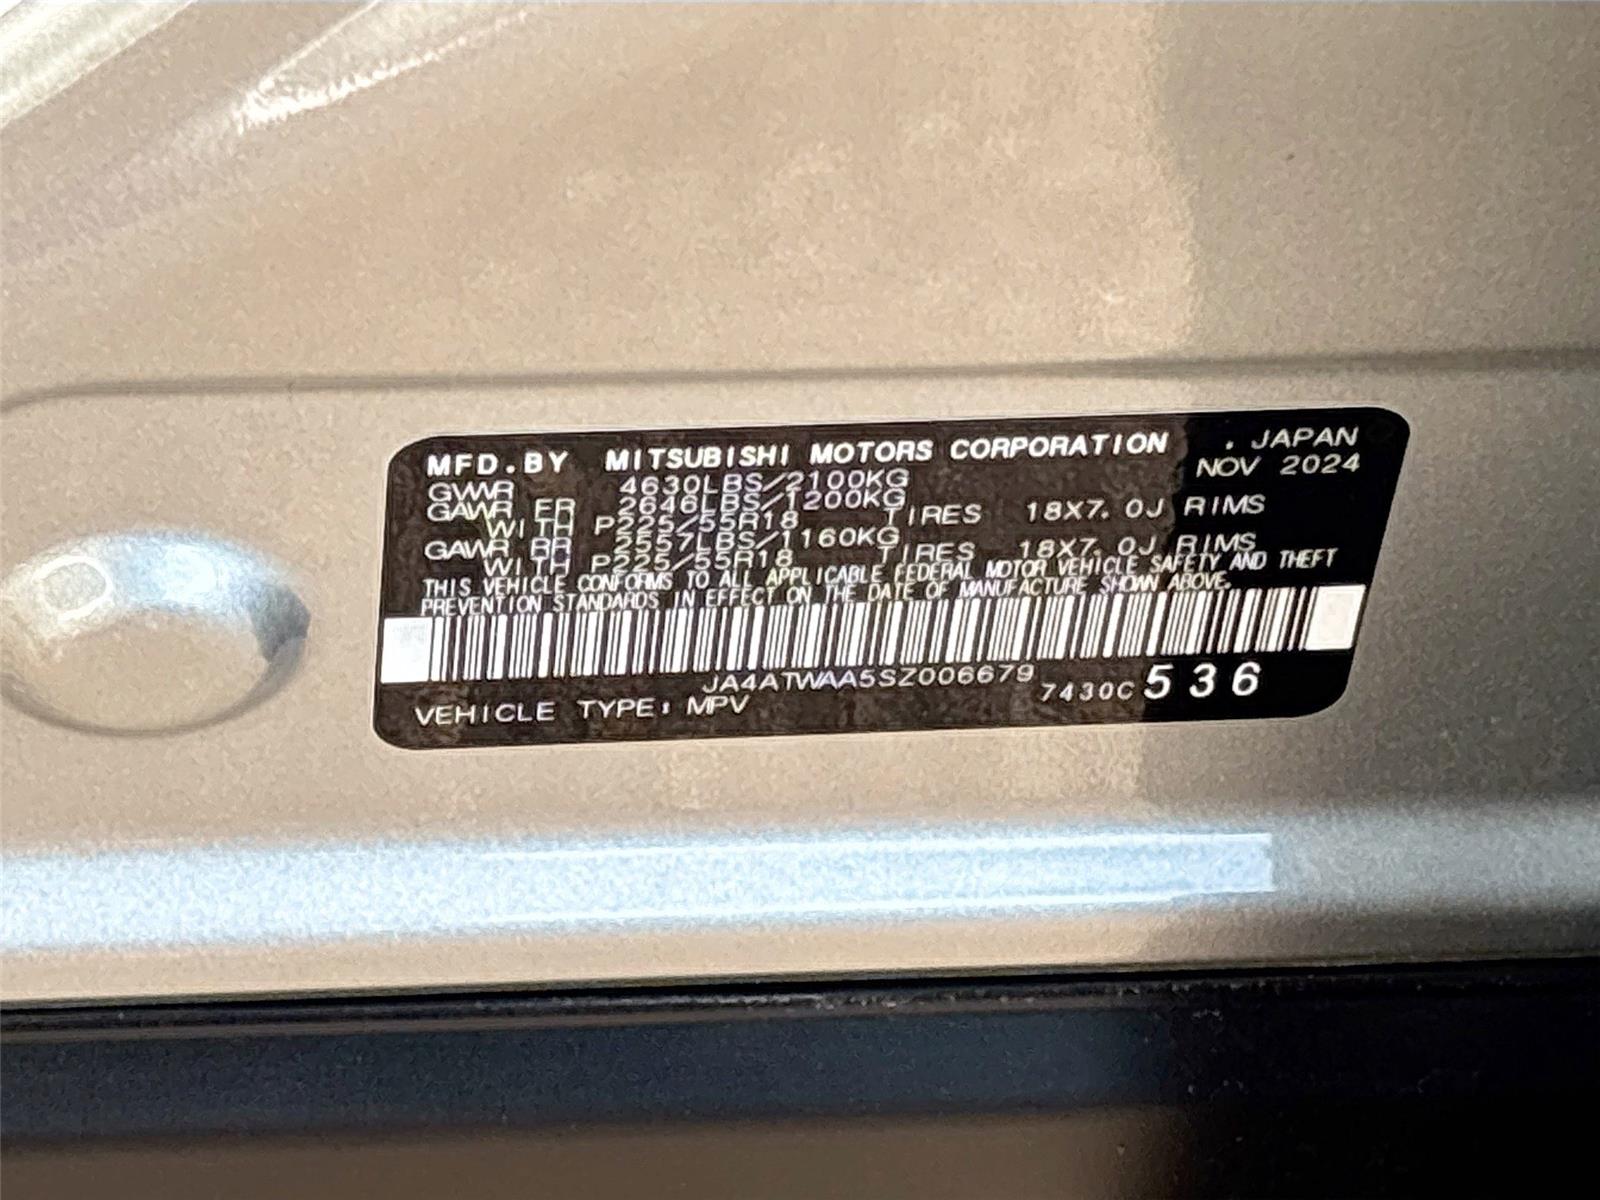 MFD.BY MITSUBISHI MOTORS CORPORATION . JAPAN
NOV 2024
GVWR 4630LBS/2100KG
GAWR FR 2646LBS/1200KG
WITH P225/55R18 TIRES 18X7.0J RIMS
GAWR RR 2557LBS/1160KG
WITH P225/55R18 TIRES 18X7.0J RIMS
THIS VEHICLE CONFORMS TO ALL APPLICABLE FEDERAL MOTOR VEHICLE SAFETY AND THEFT
PREVENTION STANDARDS IN EFFECT ON THE DATE OF MANUFACTURE SHOWN ABOVE.
JA4ATWAA5SZ006679
7430C 536
VEHICLE TYPE: MPV